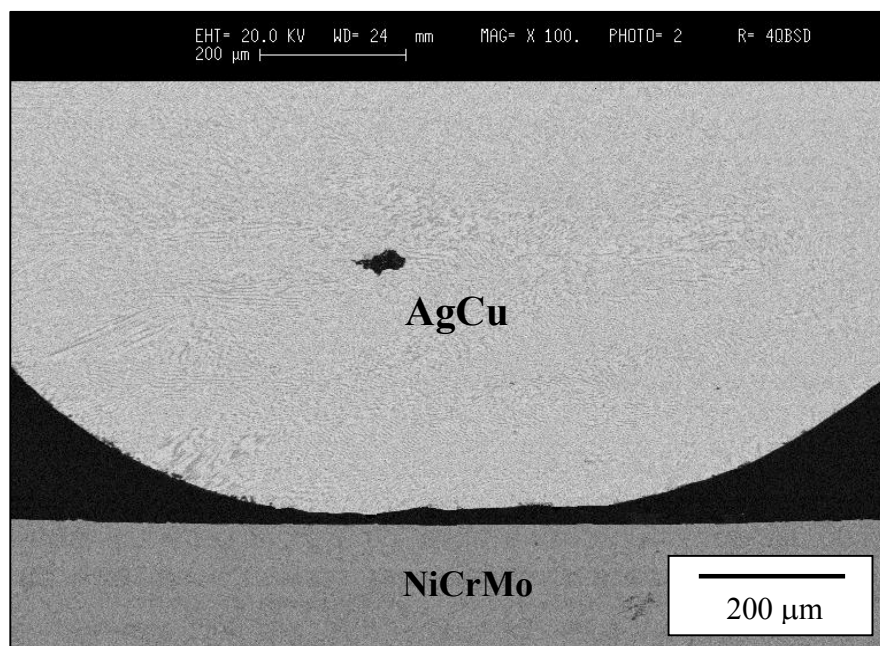 EHT= 20.0 KV WD= 24 mm MAG= X 100. PHOTO= 2 R= 4QBSD
200 µm
AgCu
NiCrMo
200 µm